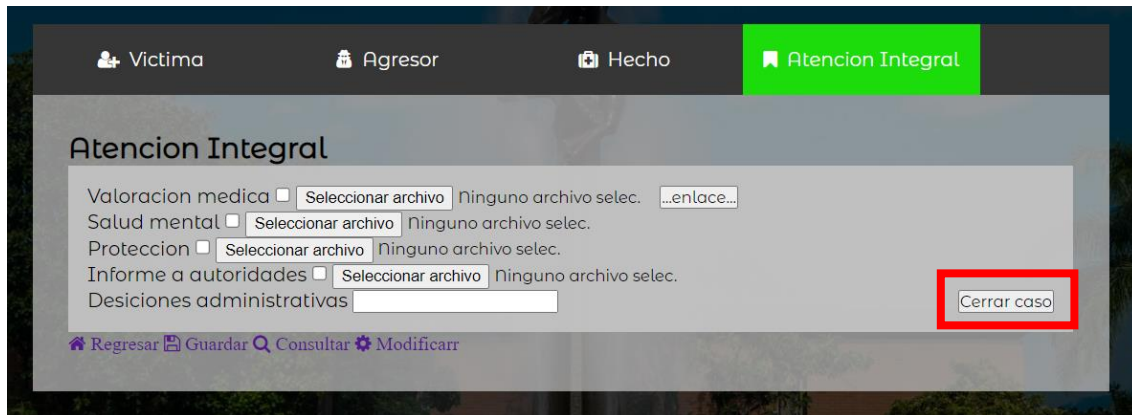 Victima Agresor Hecho Atencion Integral
Atencion Integral
Valoracion medica Seleccionar archivo Ninguno archivo selec. ...enlace...
Salud mental Seleccionar archivo Ninguno archivo selec.
Proteccion Seleccionar archivo Ninguno archivo selec.
Informe a autoridades Seleccionar archivo Ninguno archivo selec.
Desiciones administrativas Cerrar caso
Regresar Guardar Consultar Modificarr